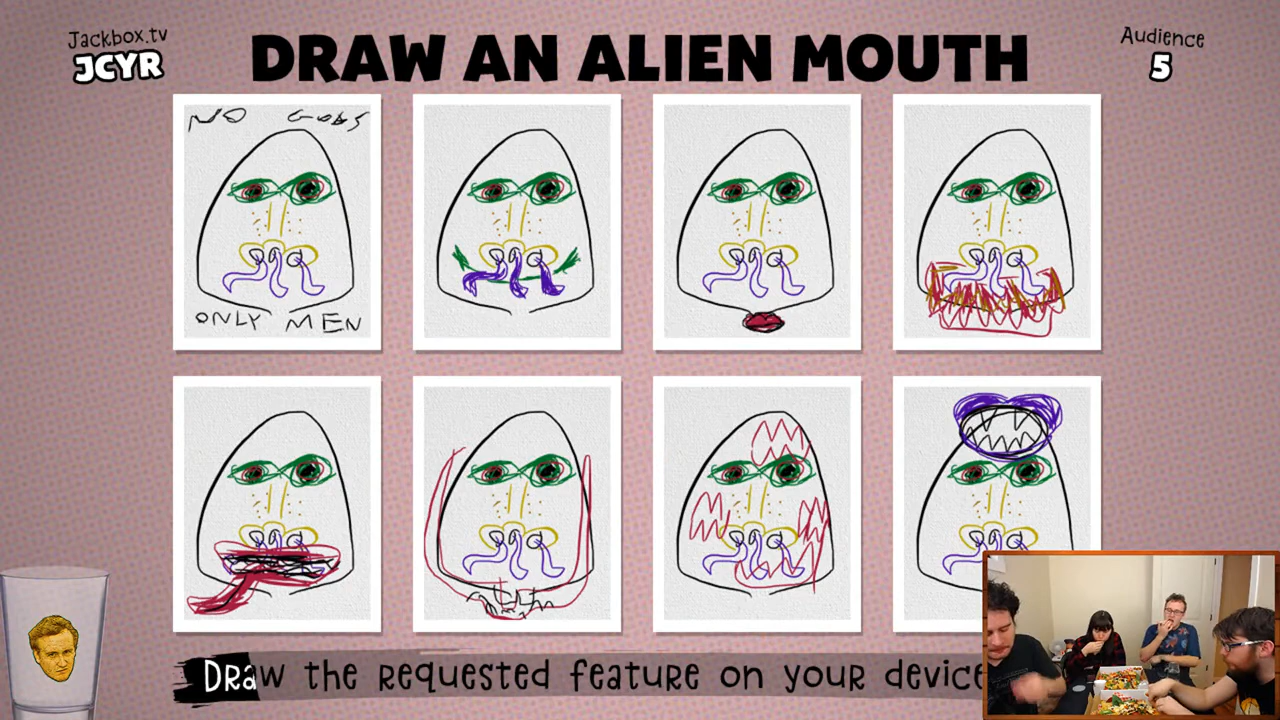 Jackbox.tv
JCYR
DRAW AN ALIEN MOUTH
Audience
5
NO GODS
ONLY MEN
Draw the requested feature on your device